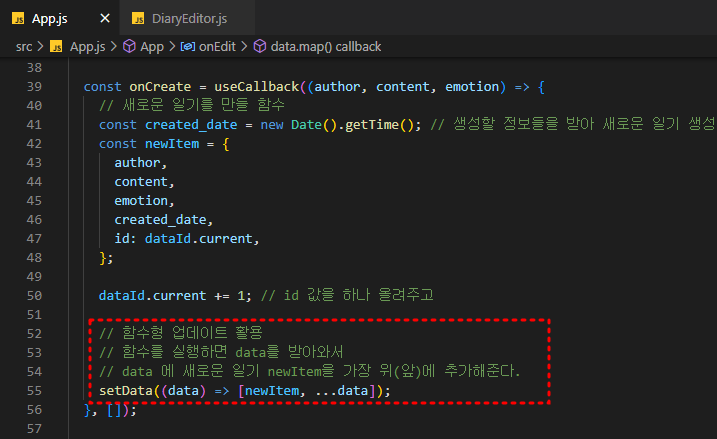 JS App.js × JS DiaryEditor.js
src > JS App.js > App > onEdit > data.map() callback
38
39 const onCreate = useCallback((author, content, emotion) => {
40 // 새로운 일기를 만들 함수
41 const created_date = new Date().getTime(); // 생성할 정보들을 받아 새로운 일기 생성
42 const newItem = {
43 author,
44 content,
45 emotion,
46 created_date,
47 id: dataId.current,
48 };
49
50 dataId.current += 1; // id 값을 하나 올려주고
51
52 // 함수형 업데이트 활용
53 // 함수를 실행하면 data를 받아와서
54 // data 에 새로운 일기 newItem을 가장 위(앞)에 추가해준다.
55 setData((data) => [newItem, ...data]);
56 }, []);
57